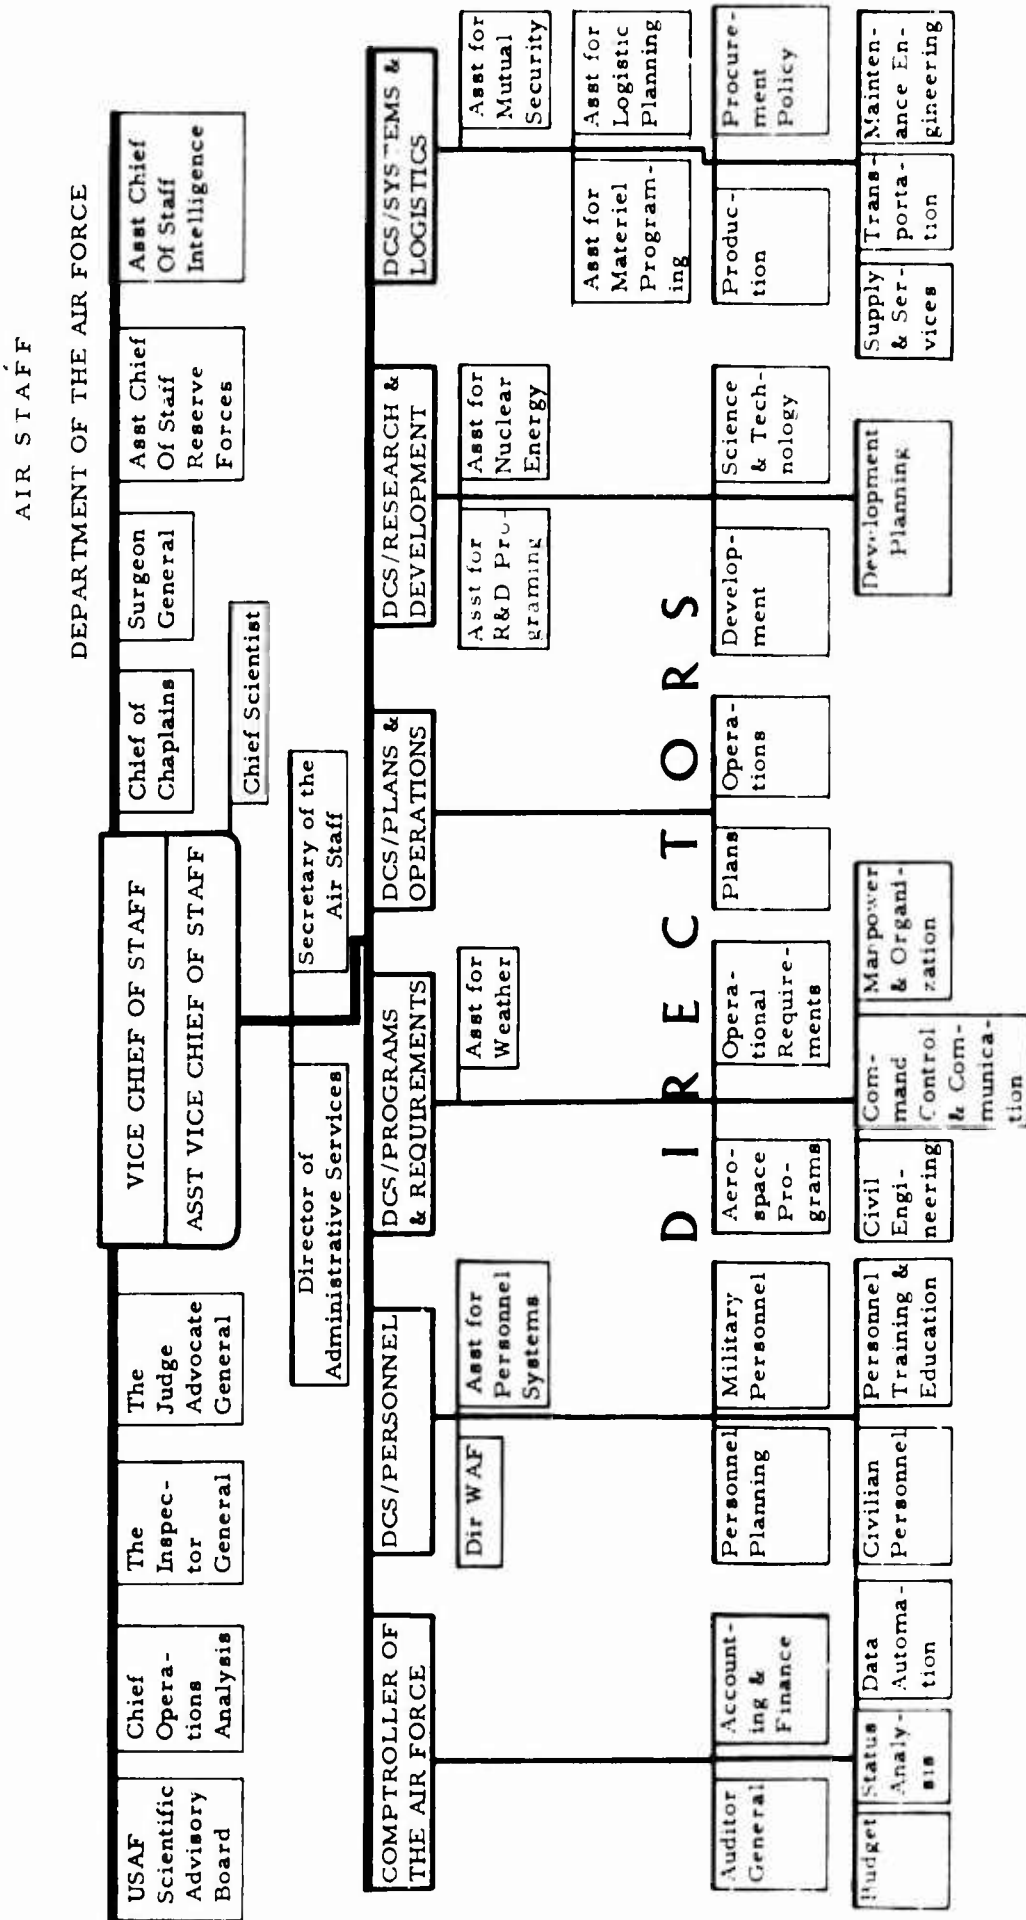 AIR STAFF
DEPARTMENT OF THE AIR FORCE
USAF
Scientific
Advisory
Board
Chief
Opera-
tions
Analysis
The
Inspec-
tor
General
The
Judge
Advocate
General
VICE CHIEF OF STAFF
ASST VICE CHIEF OF STAFF
Chief of
Chaplains
Surgeon
General
Asst Chief
Of Staff
Reserve
Forces
Asst Chief
Of Staff
Intelligence
Chief Scientist
Director of
Administrative Services
Secretary of the
Air Staff
COMPTROLLER OF
THE AIR FORCE
DCS/PERSONNEL
DCS/PROGRAMS
& REQUIREMENTS
DCS/PLANS &
OPERATIONS
DCS/RESEARCH &
DEVELOPMENT
DCS/SYSTEMS &
LOGISTICS
Dir WAF
Asst for
Personnel
Systems
Asst for
Weather
Asst for
R&D Pro-
graming
Asst for
Nuclear
Energy
Asst for
Mutual
Security
Asst for
Materiel
Program-
ing
Asst for
Logistic
Planning
DIRECTORS
Auditor
General
Account-
ing &
Finance
Personnel
Planning
Military
Personnel
Aero-
space
Pro-
grams
Opera-
tional
Require-
ments
Plans
Opera-
tions
Develop-
ment
Science
& Tech-
nology
Produc-
tion
Procure-
ment
Policy
Budget
Status
Analy-
sis
Data
Automa-
tion
Civilian
Personnel
Personnel
Training &
Education
Civil
Engi-
neering
Com-
mand
Control
& Com-
munica-
tion
Manpower
& Organi-
zation
Development
Planning
Supply
& Ser-
vices
Trans-
porta-
tion
Mainten-
ance En-
gineering